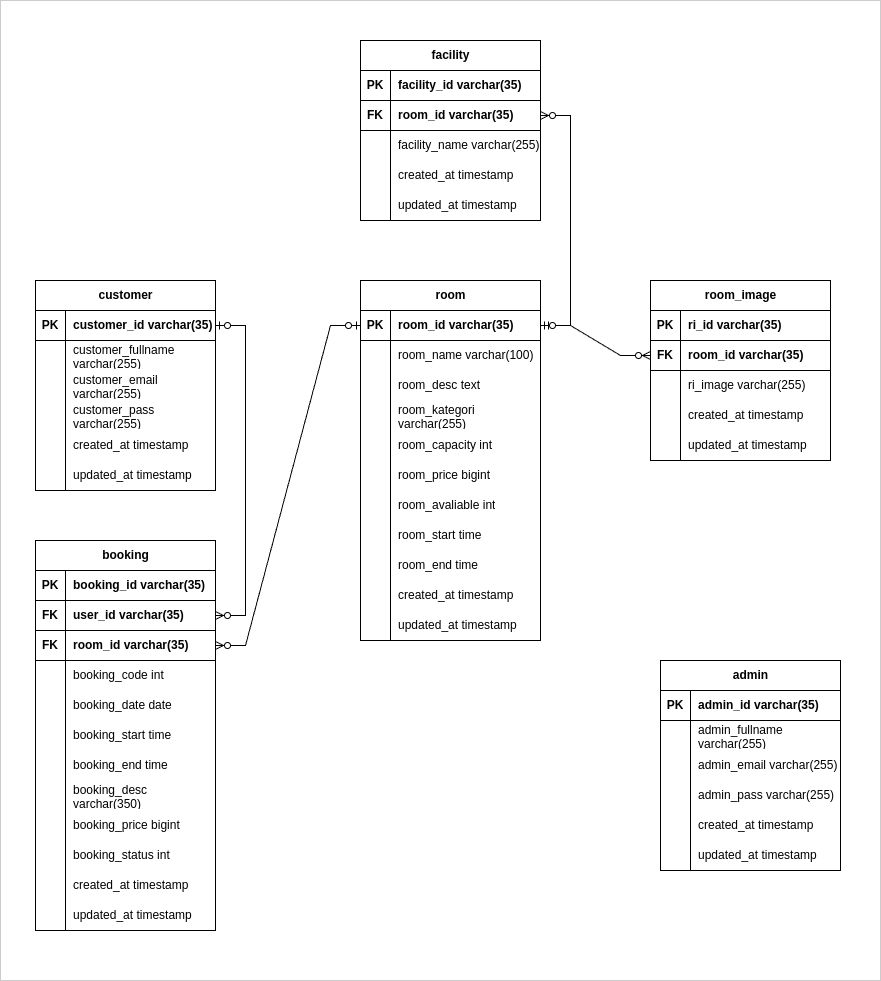 facility
PK facility_id varchar(35)
FK room_id varchar(35)
facility_name varchar(255)
created_at timestamp
updated_at timestamp
customer
PK customer_id varchar(35)
customer_fullname
varchar(255)
customer_email
varchar(255)
customer_pass
varchar(255)
created_at timestamp
updated_at timestamp
room
PK room_id varchar(35)
room_name varchar(100)
room_desc text
room_kategori
varchar(255)
room_capacity int
room_price bigint
room_avaliable int
room_start time
room_end time
created_at timestamp
updated_at timestamp
room_image
PK ri_id varchar(35)
FK room_id varchar(35)
ri_image varchar(255)
created_at timestamp
updated_at timestamp
booking
PK booking_id varchar(35)
FK user_id varchar(35)
FK room_id varchar(35)
booking_code int
booking_date date
booking_start time
booking_end time
booking_desc
varchar(350)
booking_price bigint
booking_status int
created_at timestamp
updated_at timestamp
admin
PK admin_id varchar(35)
admin_fullname
varchar(255)
admin_email varchar(255)
admin_pass varchar(255)
created_at timestamp
updated_at timestamp